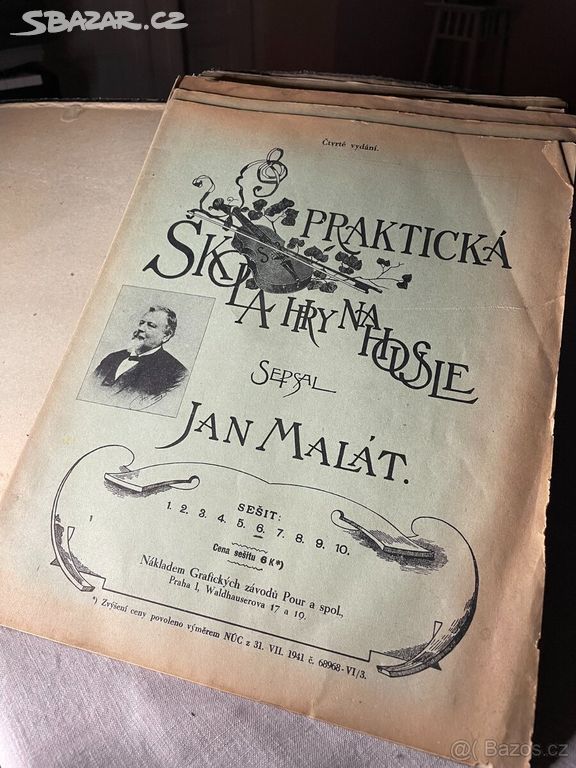 SBAZAR.CZ
Čtvrté vydání.
PRAKTICKÁ
ŠKOLA HRY NA HOUSLE
SEPSAL
JAN MALÁT.
SEŠIT:
1. 2. 3. 4. 5. 6. 7. 8. 9. 10.
Cena sešitu 6 K*)
1
Nákladem Grafických závodů Pour a spol,
Praha I, Waldhauserova 17 a 19.
*) Zvýšení ceny povoleno výměrem NÚC z 31. VII. 1941 č. 68968-VI/3.
@( Bazos.cz